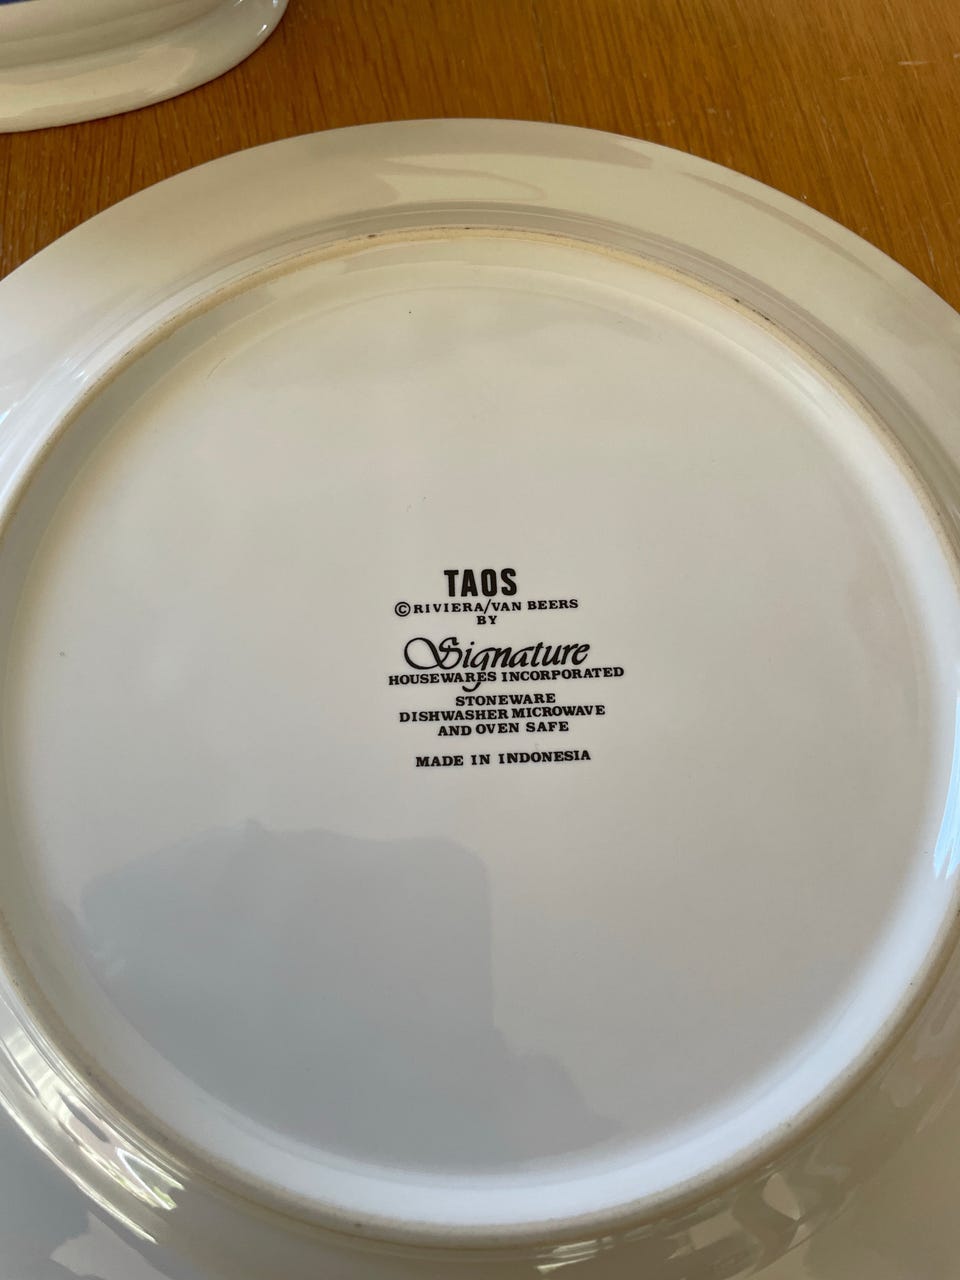 TAOS
©RIVIERA/VAN BEERS
BY
Signature
HOUSEWARES INCORPORATED
STONEWARE
DISHWASHER MICROWAVE
AND OVEN SAFE
MADE IN INDONESIA